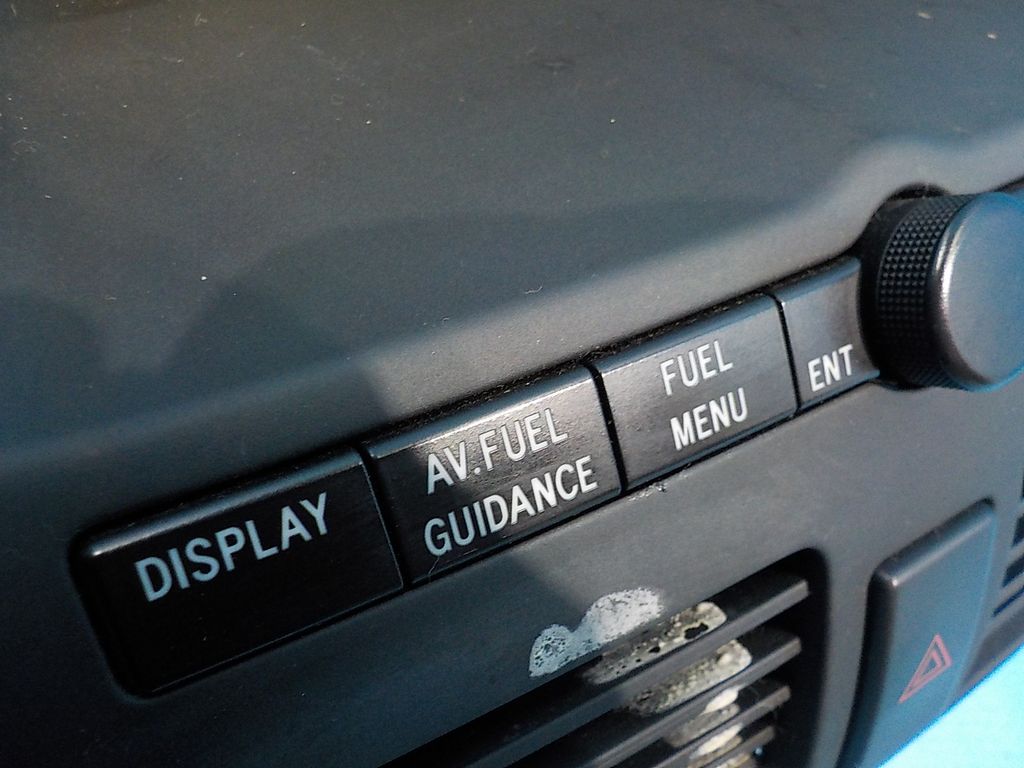 DISPLAY
AV.FUEL
GUIDANCE
FUEL
MENU
ENT